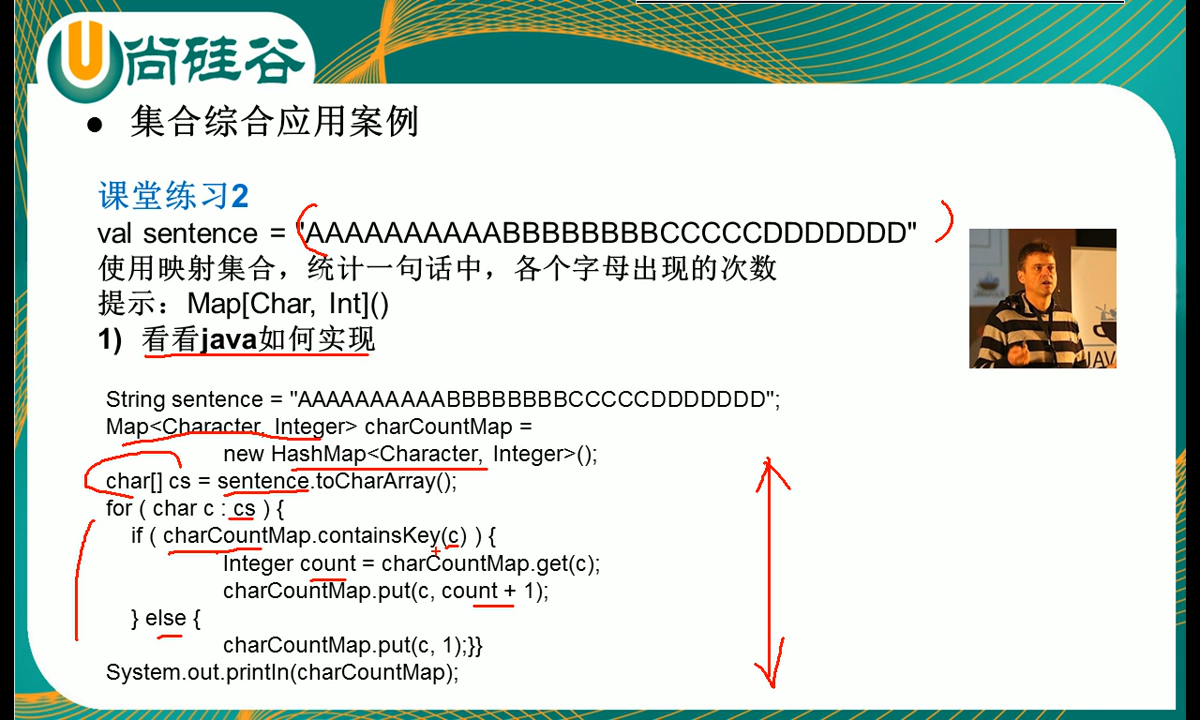 尚硅谷
● 集合综合应用案例
课堂练习2
val sentence = "AAAAAAAAAABBBBBBBBCCCCCDDDDDDD"
使用映射集合，统计一句话中，各个字母出现的次数
提示：Map[Char, Int]()
1) 看看java如何实现
String sentence = "AAAAAAAAAABBBBBBBBCCCCCDDDDDDD";
Map<Character, Integer> charCountMap =
new HashMap<Character, Integer>();
char[] cs = sentence.toCharArray();
for ( char c : cs ) {
if ( charCountMap.containsKey(c) ) {
Integer count = charCountMap.get(c);
charCountMap.put(c, count + 1);
} else {
charCountMap.put(c, 1);}}
System.out.println(charCountMap);